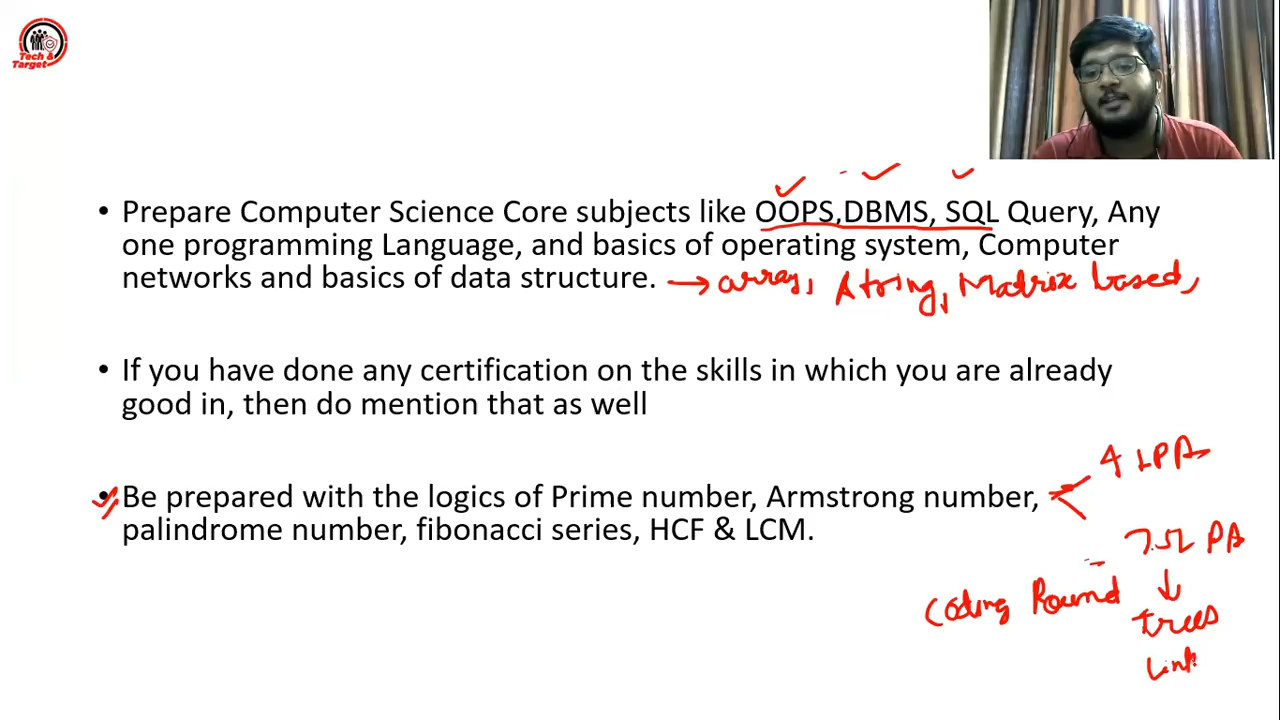 Tech &
Target
• Prepare Computer Science Core subjects like OOPS,DBMS, SQL Query, Any
one programming Language, and basics of operating system, Computer
networks and basics of data structure. → array, String, Matrix based,
• If you have done any certification on the skills in which you are already
good in, then do mention that as well
4 LPA
• Be prepared with the logics of Prime number, Armstrong number,
palindrome number, fibonacci series, HCF & LCM.
7.5L PA
Coding Round
trees
Link